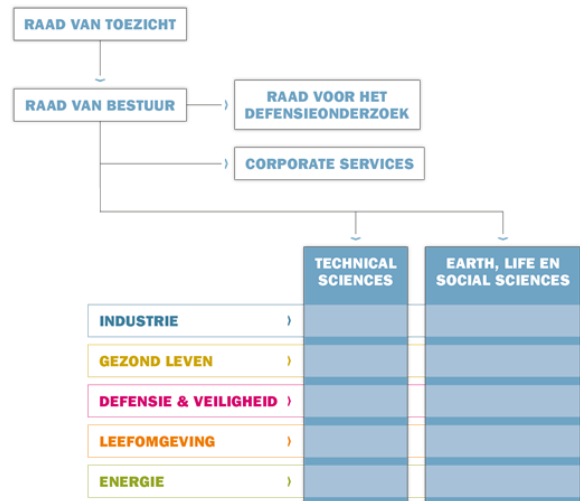 RAAD VAN TOEZICHT
RAAD VAN BESTUUR
RAAD VOOR HET
DEFENSIEONDERZOEK
CORPORATE SERVICES
TECHNICAL
SCIENCES
EARTH, LIFE EN
SOCIAL SCIENCES
INDUSTRIE
GEZOND LEVEN
DEFENSIE & VEILIGHEID
LEEFOMGEVING
ENERGIE